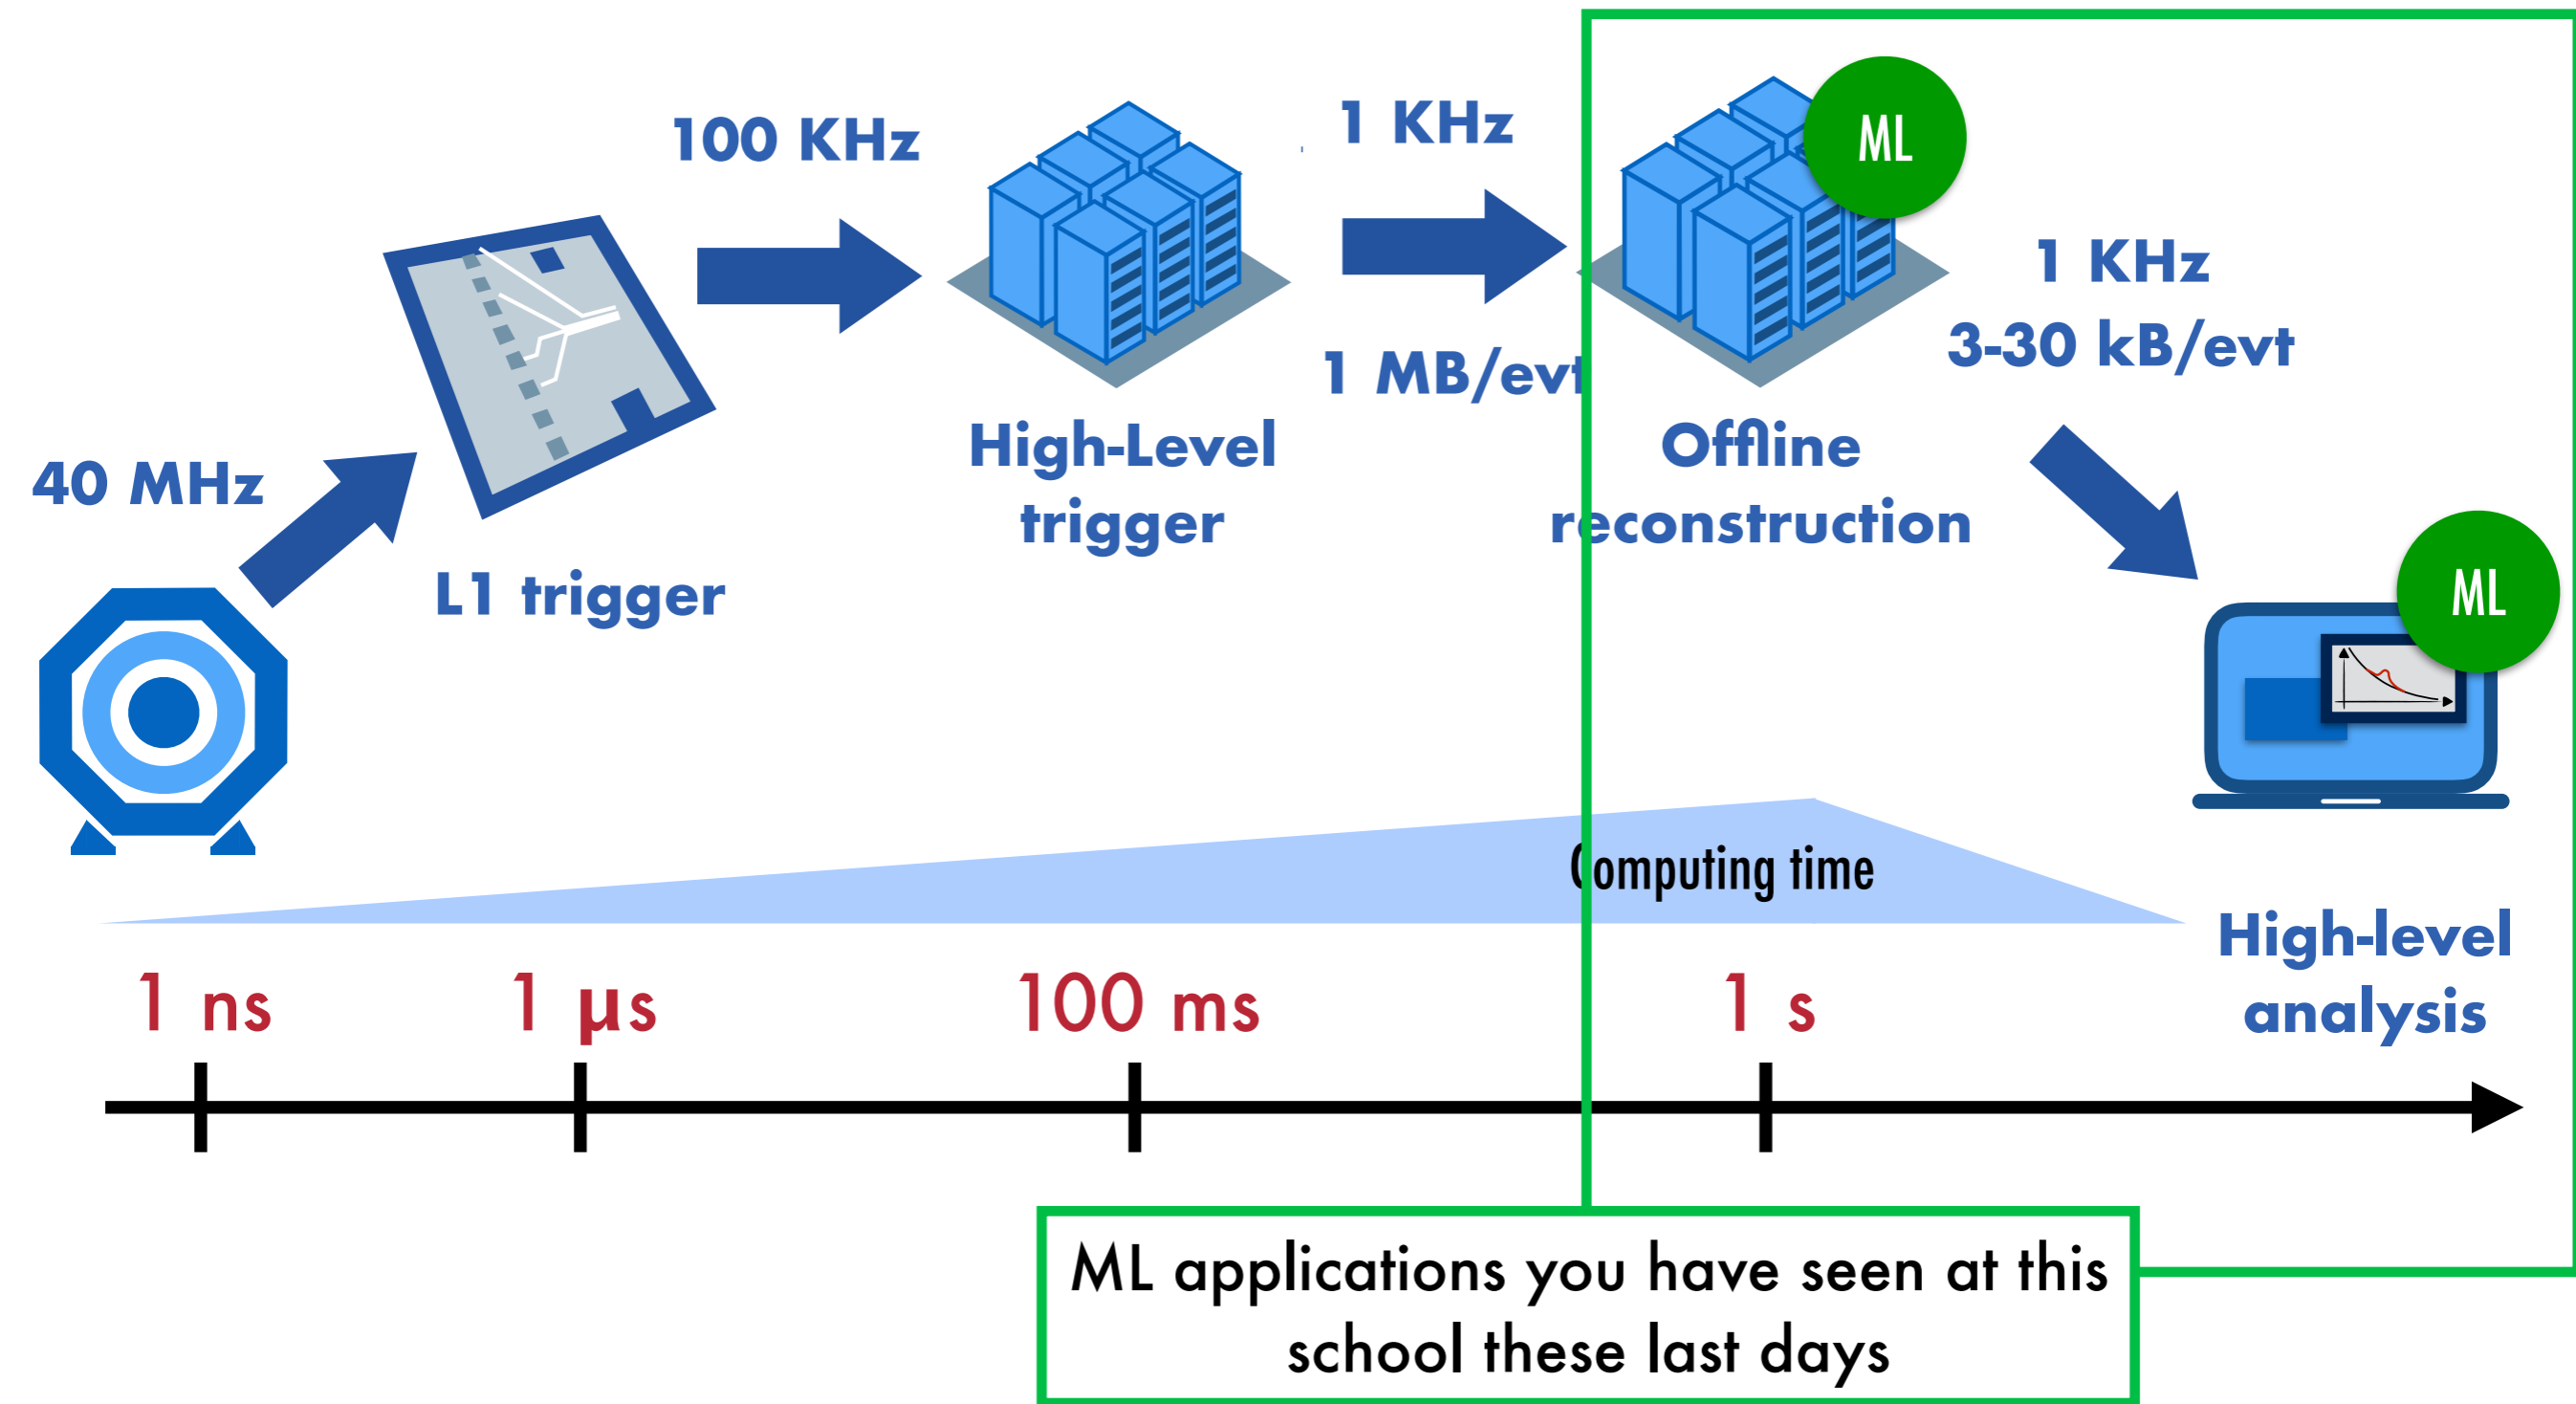 40 MHz
L1 trigger
100 KHz
High-Level
trigger
1 KHz
1 MB/evt
ML
Offline
reconstruction
1 KHz
3-30 kB/evt
ML
High-level
analysis
Computing time
1 ns
1 µs
100 ms
1 s
ML applications you have seen at this
school these last days